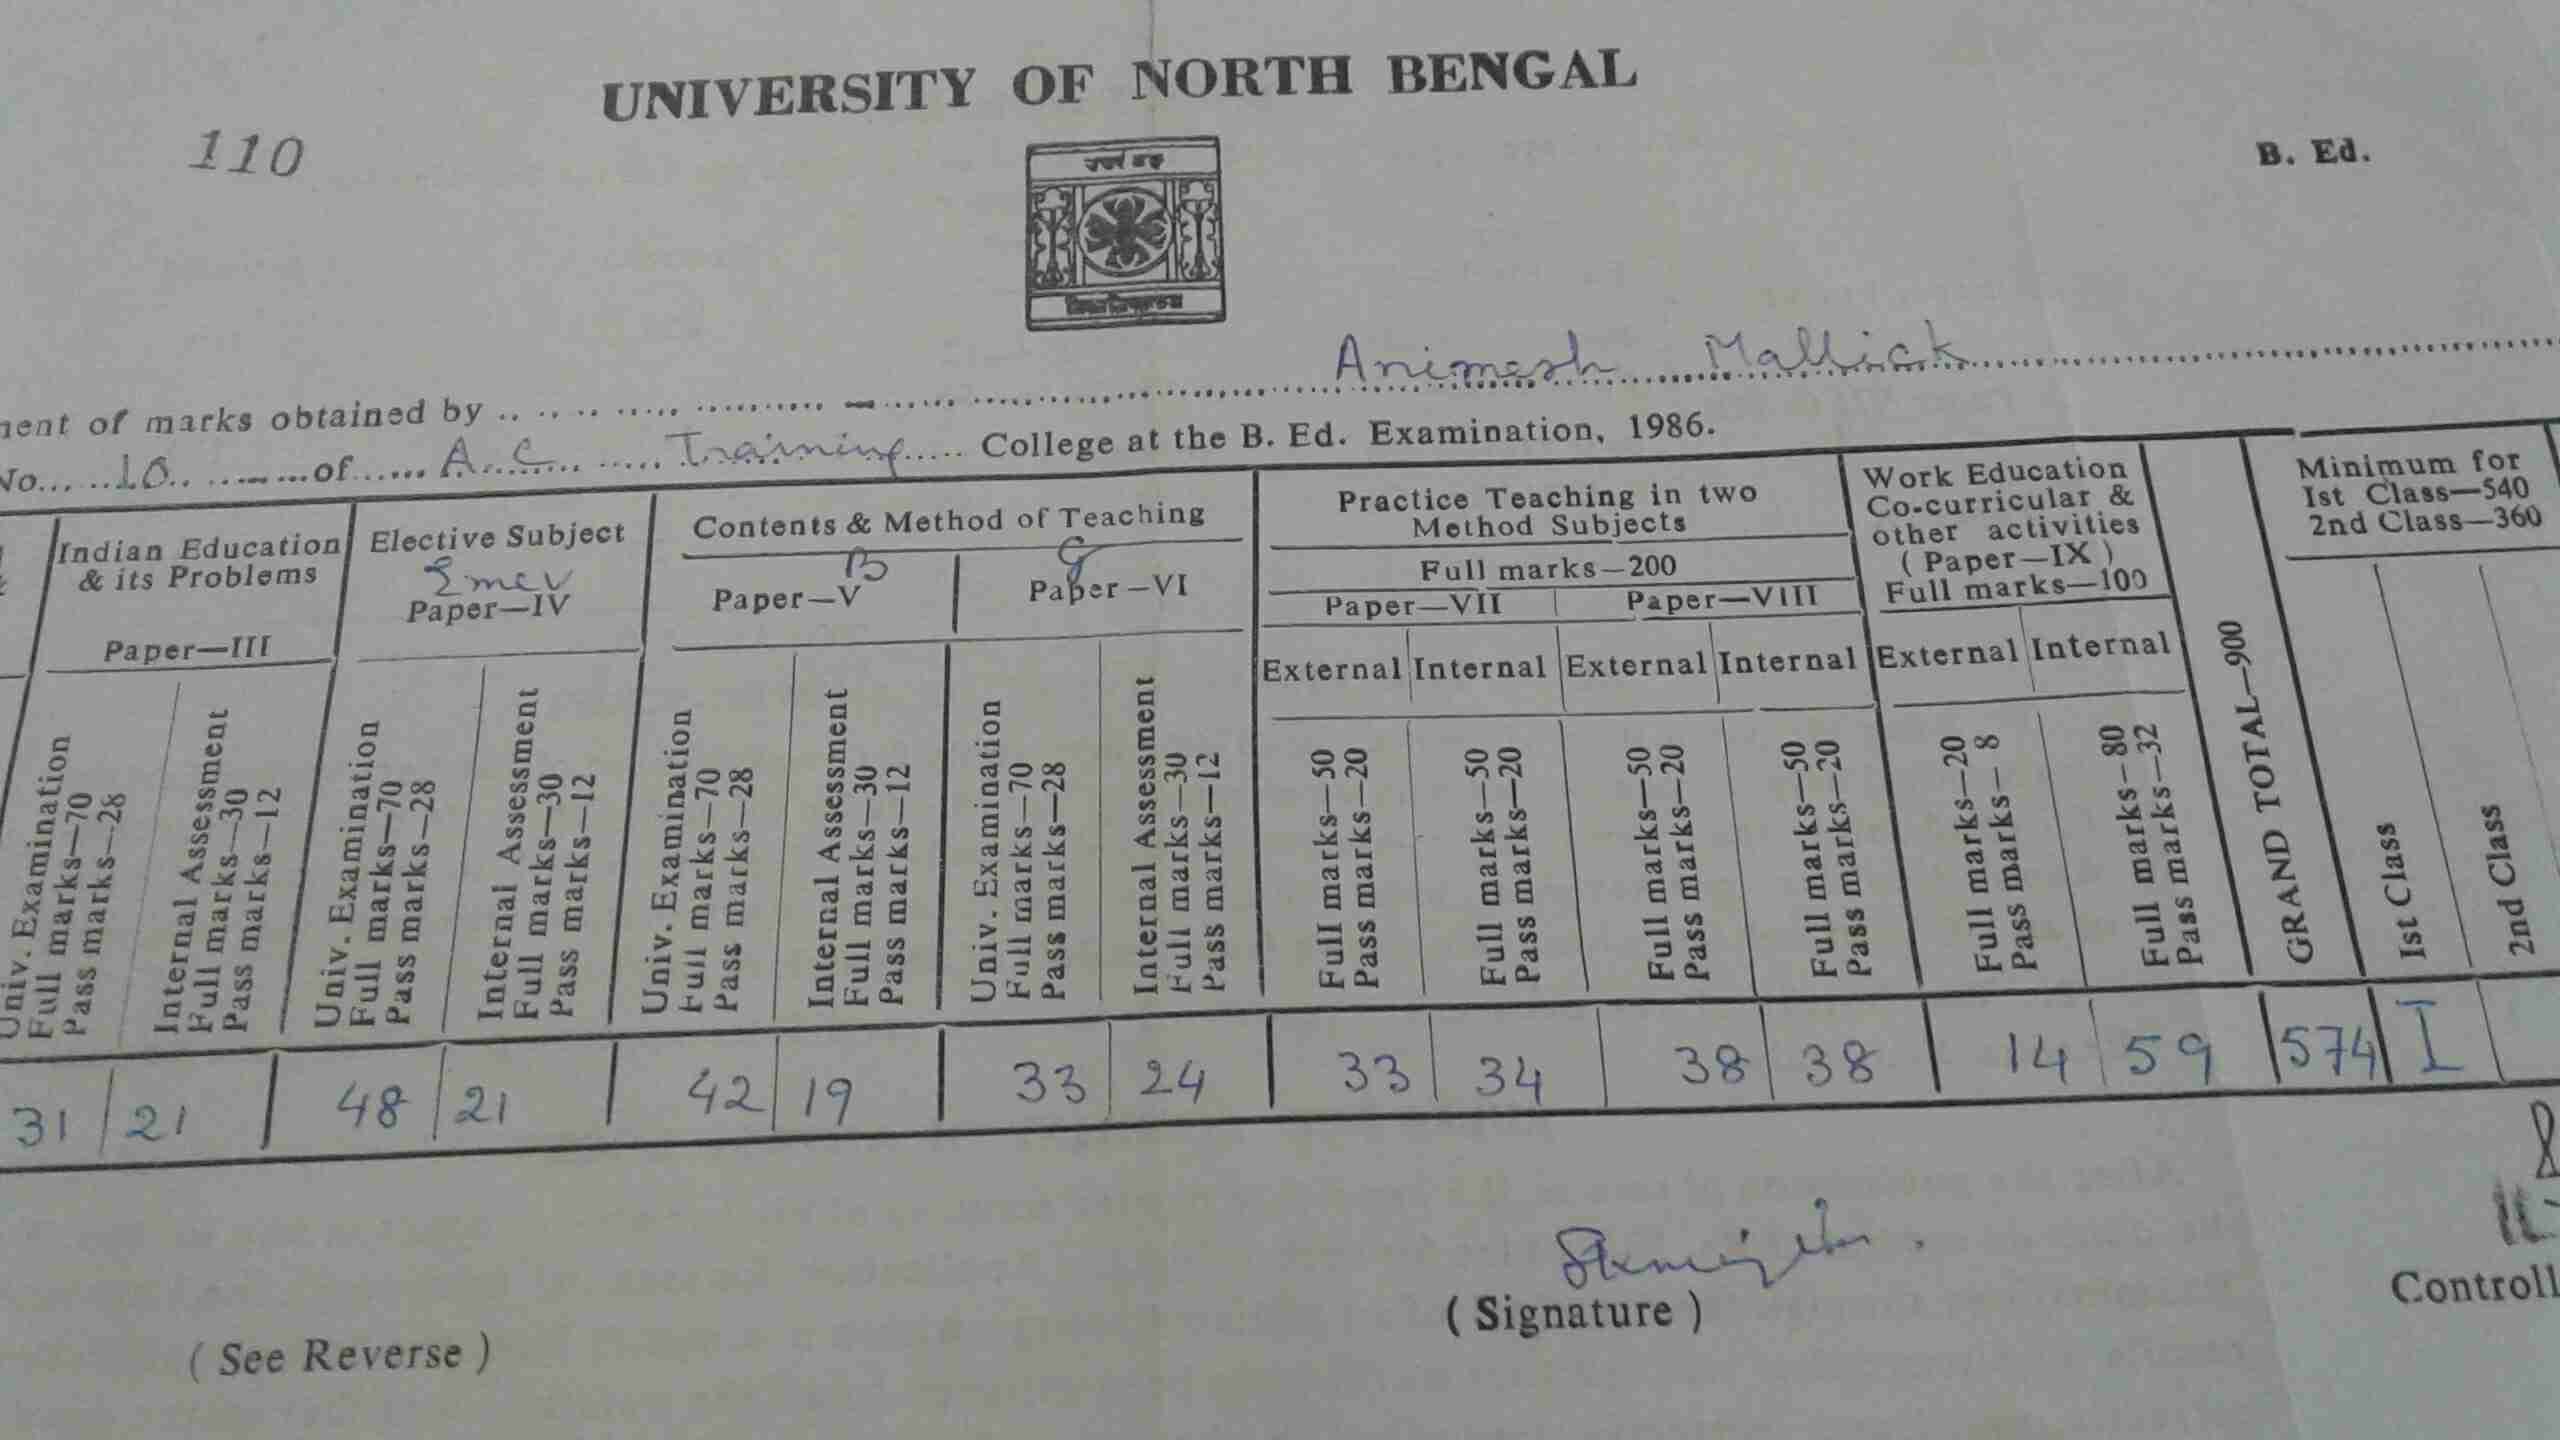 UNIVERSITY OF NORTH BENGAL
110
B. Ed.
ment of marks obtained by Animesh Mallick
No. 10 of A. C. Training College at the B. Ed. Examination, 1986.
Indian Education & its Problems
Paper—III
Elective Subject
Paper—IV
Contents & Method of Teaching
B
Paper—V
G
Paper—VI
Practice Teaching in two
Method Subjects
Full marks—200
Paper—VII
Paper—VIII
Work Education
Co-curricular &
other activities
( Paper—IX )
Full marks—100
GRAND TOTAL—900
Minimum for
1st Class—540
2nd Class—360
External Internal External Internal External Internal
Univ. Examination
Full marks—70
Pass marks—28
Internal Assessment
Full marks—30
Pass marks—12
Univ. Examination
Full marks—70
Pass marks—28
Internal Assessment
Full marks—30
Pass marks—12
Univ. Examination
Full marks—70
Pass marks—28
Internal Assessment
Full marks—30
Pass marks—12
Univ. Examination
Full marks—70
Pass marks—28
Internal Assessment
Full marks—30
Pass marks—12
Full marks—50
Pass marks—20
Full marks—50
Pass marks—20
Full marks—50
Pass marks—20
Full marks—50
Pass marks—20
Full marks—20
Pass marks—8
Full marks—80
Pass marks—32
1st Class
2nd Class
31 21 48 21 42 19 33 24 33 34 38 38 14 59 574 I
( Signature )
Controll
( See Reverse )